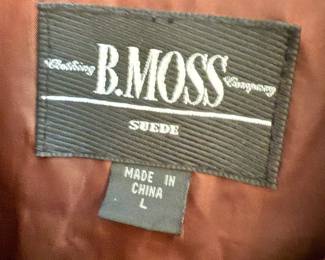 Clothing B.MOSS Company
SUEDE
MADE IN
CHINA
L